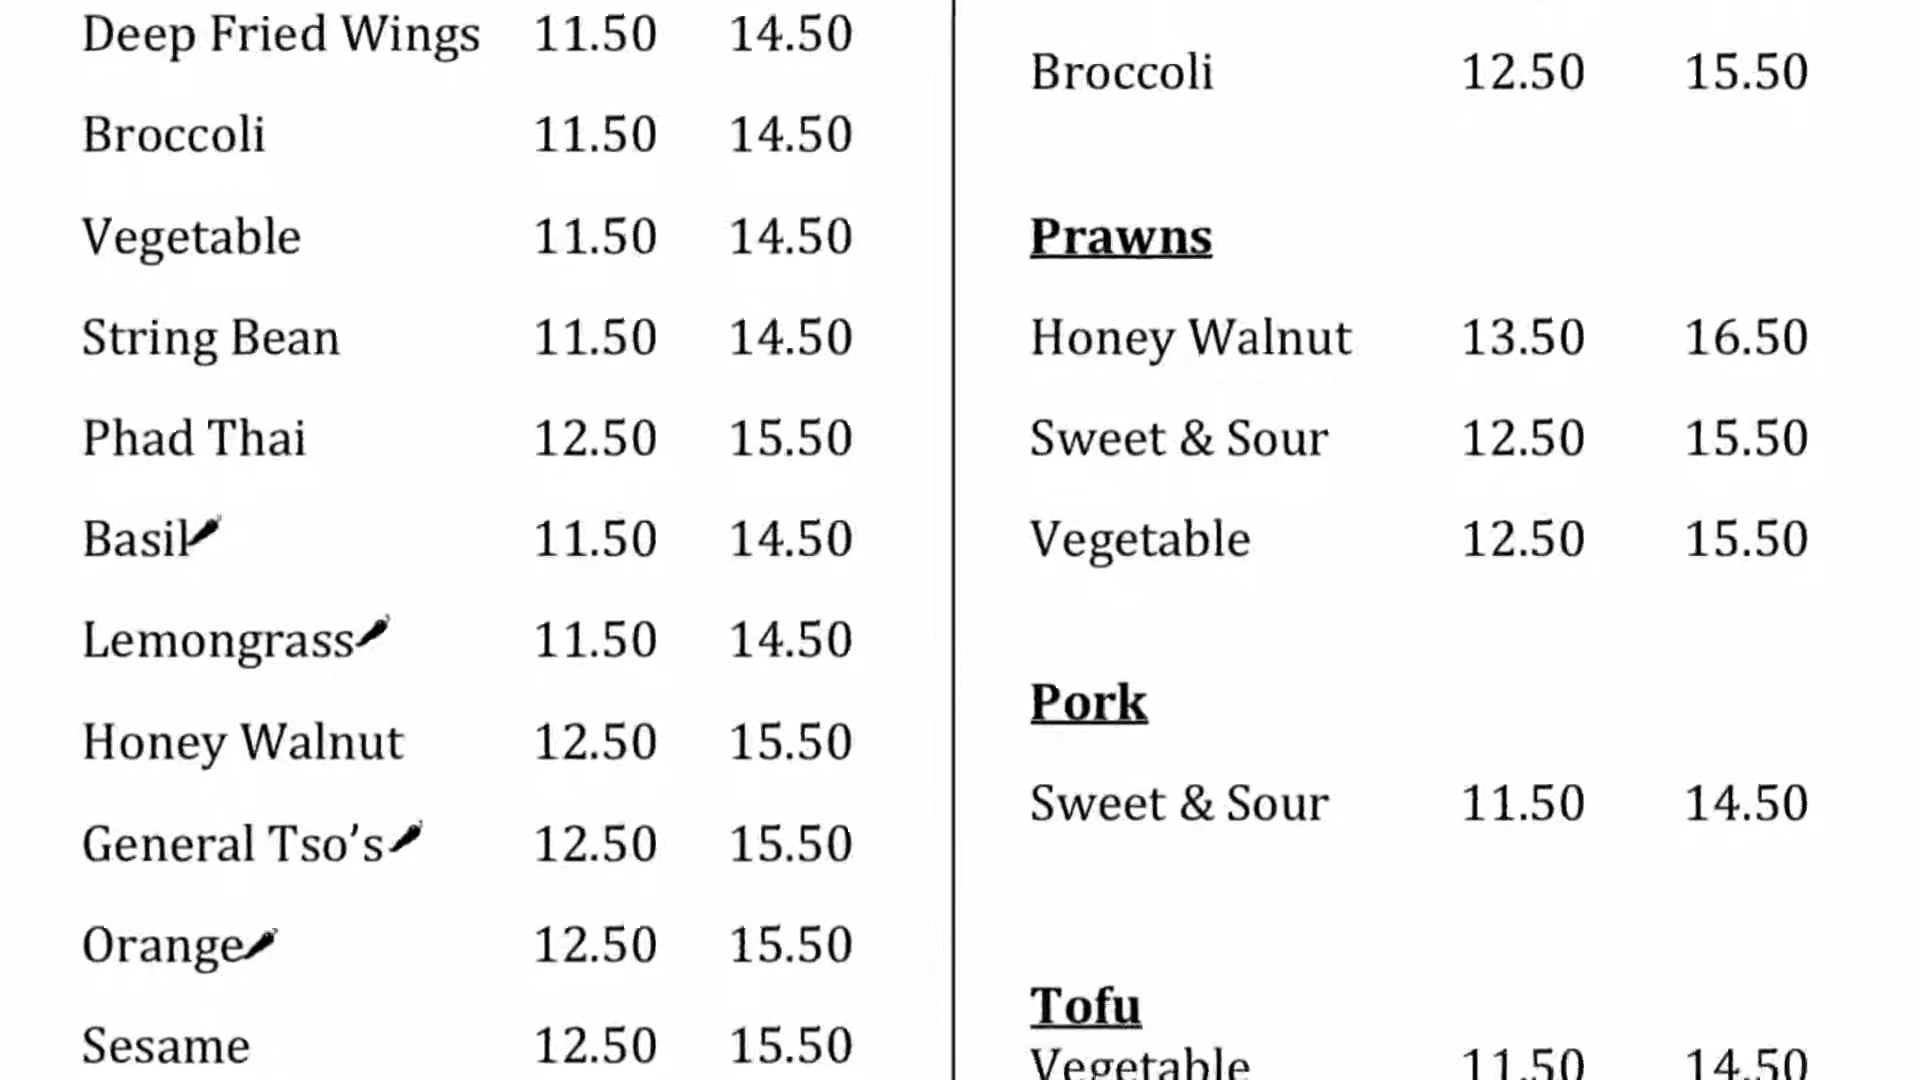 Deep Fried Wings 11.50 14.50
Broccoli 11.50 14.50
Vegetable 11.50 14.50
String Bean 11.50 14.50
Phad Thai 12.50 15.50
Basil 11.50 14.50
Lemongrass 11.50 14.50
Honey Walnut 12.50 15.50
General Tso’s 12.50 15.50
Orange 12.50 15.50
Sesame 12.50 15.50
Broccoli 12.50 15.50
Prawns
Honey Walnut 13.50 16.50
Sweet & Sour 12.50 15.50
Vegetable 12.50 15.50
Pork
Sweet & Sour 11.50 14.50
Tofu
Vegetable 11.50 14.50